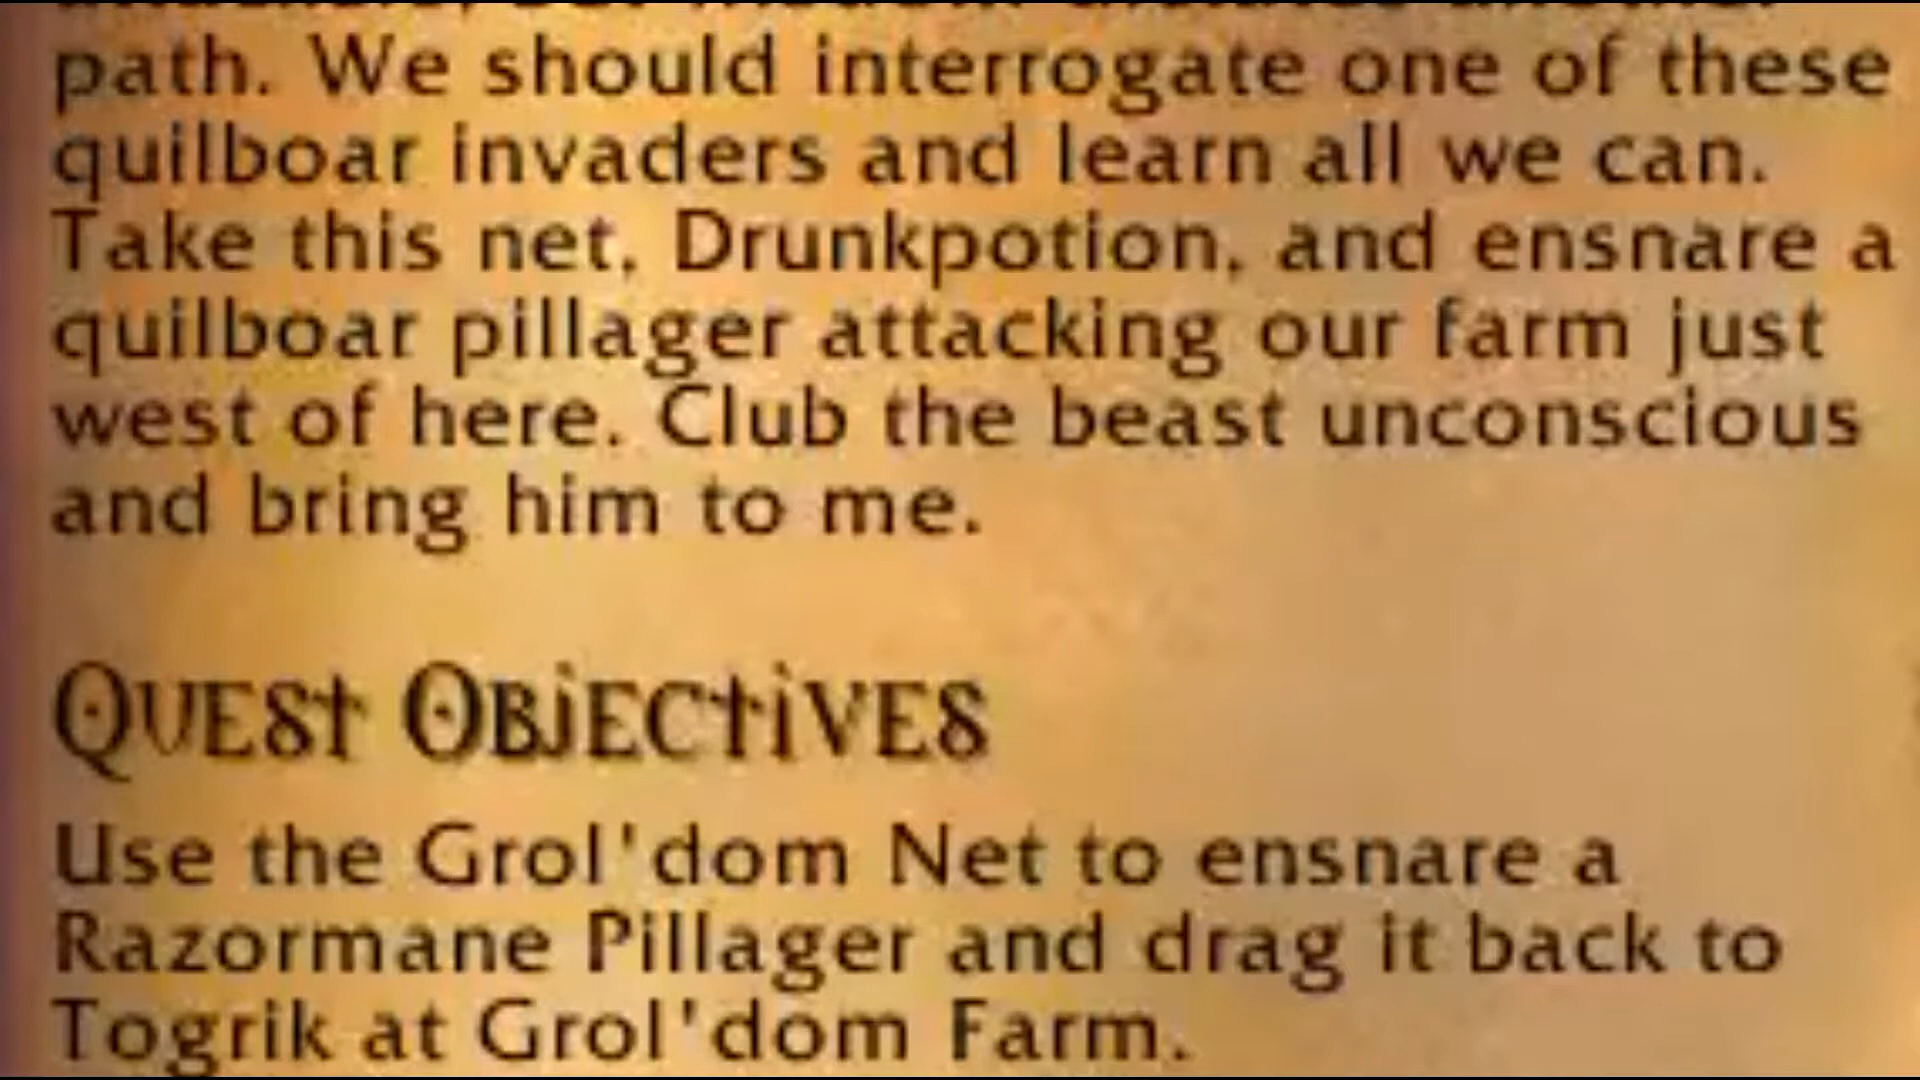 path. We should interrogate one of these
quilboar invaders and learn all we can.
Take this net, Drunkpotion, and ensnare a
quilboar pillager attacking our farm just
west of here. Club the beast unconscious
and bring him to me.
Quest Objectives
Use the Grol'dom Net to ensnare a
Razormane Pillager and drag it back to
Togrik at Grol'dom Farm.